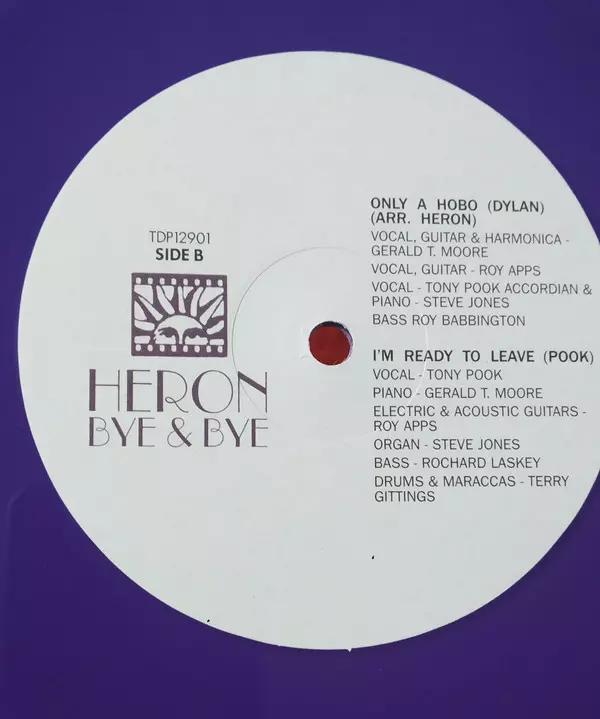 TDP12901
SIDE B
HERON
BYE & BYE
ONLY A HOBO (DYLAN)
(ARR. HERON)
VOCAL, GUITAR & HARMONICA -
GERALD T. MOORE
VOCAL, GUITAR - ROY APPS
VOCAL - TONY POOK ACCORDIAN &
PIANO - STEVE JONES
BASS ROY BABBINGTON
I'M READY TO LEAVE (POOK)
VOCAL - TONY POOK
PIANO - GERALD T. MOORE
ELECTRIC & ACOUSTIC GUITARS -
ROY APPS
ORGAN - STEVE JONES
BASS - ROCHARD LASKEY
DRUMS & MARACCAS - TERRY
GITTINGS